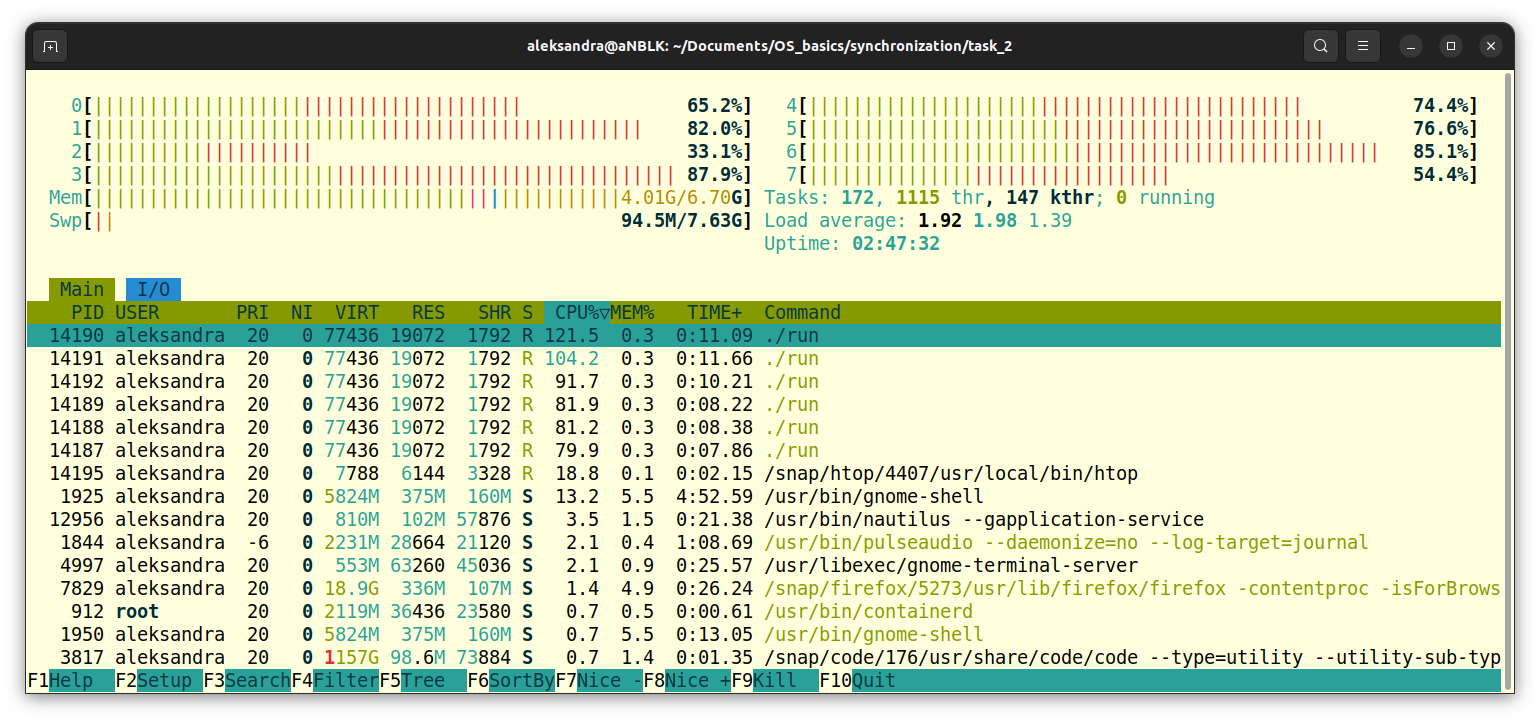 aleksandra@aNBLK: ~/Documents/OS_basics/synchronization/task_2
0[|||||||||||||||||||||||||||||||||||||||                65.2%] 4[|||||||||||||||||||||||||||||||||||||||||||||          74.4%]
1[||||||||||||||||||||||||||||||||||||||||||||||||||     82.0%] 5[|||||||||||||||||||||||||||||||||||||||||||||||        76.6%]
2[||||||||||||||||||||                                   33.1%] 6[||||||||||||||||||||||||||||||||||||||||||||||||||||   85.1%]
3[|||||||||||||||||||||||||||||||||||||||||||||||||||||  87.9%] 7[|||||||||||||||||||||||||||||||||                      54.4%]
Mem[||||||||||||||||||||||||||||||||||||||||||||||||4.01G/6.70G] Tasks: 172, 1115 thr, 147 kthr; 0 running
Swp[||                                              94.5M/7.63G] Load average: 1.92 1.98 1.39
Uptime: 02:47:32
Main I/O
PID USER PRI NI VIRT RES SHR S CPU%▽MEM% TIME+ Command
14190 aleksandra 20 0 77436 19072 1792 R 121.5 0.3 0:11.09 ./run
14191 aleksandra 20 0 77436 19072 1792 R 104.2 0.3 0:11.66 ./run
14192 aleksandra 20 0 77436 19072 1792 R 91.7 0.3 0:10.21 ./run
14189 aleksandra 20 0 77436 19072 1792 R 81.9 0.3 0:08.22 ./run
14188 aleksandra 20 0 77436 19072 1792 R 81.2 0.3 0:08.38 ./run
14187 aleksandra 20 0 77436 19072 1792 R 79.9 0.3 0:07.86 ./run
14195 aleksandra 20 0 7788 6144 3328 R 18.8 0.1 0:02.15 /snap/htop/4407/usr/local/bin/htop
1925 aleksandra 20 0 5824M 375M 160M S 13.2 5.5 4:52.59 /usr/bin/gnome-shell
12956 aleksandra 20 0 810M 102M 57876 S 3.5 1.5 0:21.38 /usr/bin/nautilus --gapplication-service
1844 aleksandra -6 0 2231M 28664 21120 S 2.1 0.4 1:08.69 /usr/bin/pulseaudio --daemonize=no --log-target=journal
4997 aleksandra 20 0 553M 63260 45036 S 2.1 0.9 0:25.57 /usr/libexec/gnome-terminal-server
7829 aleksandra 20 0 18.9G 336M 107M S 1.4 4.9 0:26.24 /snap/firefox/5273/usr/lib/firefox/firefox -contentproc -isForBrows
912 root 20 0 2119M 36436 23580 S 0.7 0.5 0:00.61 /usr/bin/containerd
1950 aleksandra 20 0 5824M 375M 160M S 0.7 5.5 0:13.05 /usr/bin/gnome-shell
3817 aleksandra 20 0 1157G 98.6M 73884 S 0.7 1.4 0:01.35 /snap/code/176/usr/share/code/code --type=utility --utility-sub-typ
F1Help F2Setup F3SearchF4FilterF5Tree F6SortByF7Nice -F8Nice +F9Kill F10Quit